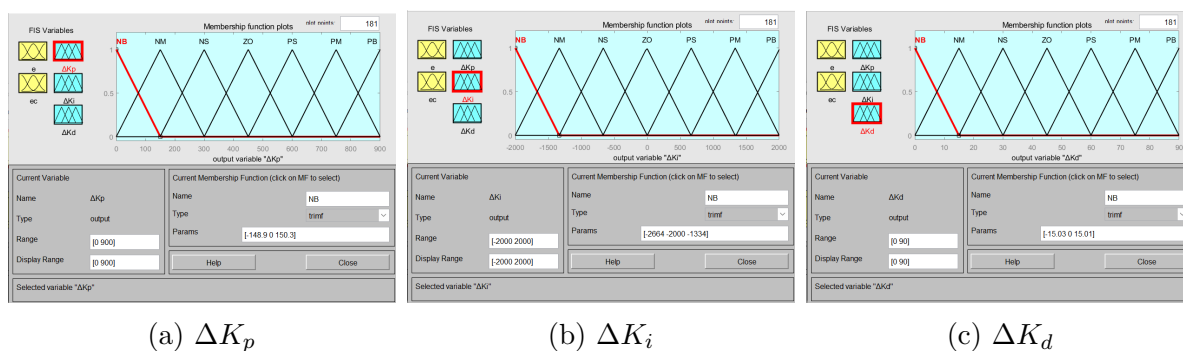 FIS Variables
Membership function plots
plot points:
181
e
ΔKp
ec
ΔKi
ΔKd
NB NM NS ZO PS PM PB
1
0.5
0
0 100 200 300 400 500 600 700 800 900
output variable "ΔKp"
Current Variable
Name ΔKp
Type output
Range [0 900]
Display Range [0 900]
Current Membership Function (click on MF to select)
Name NB
Type trimf
Params [-148.9 0 150.3]
Help Close
Selected variable "ΔKp"
(a) ΔKp
FIS Variables
Membership function plots
plot points:
181
e
ΔKp
ec
ΔKi
ΔKd
NB NM NS ZO PS PM PB
1
0.5
0
-2000 -1500 -1000 -500 0 500 1000 1500 2000
output variable "ΔKi"
Current Variable
Name ΔKi
Type output
Range [-2000 2000]
Display Range [-2000 2000]
Current Membership Function (click on MF to select)
Name NB
Type trimf
Params [-2664 -2000 -1334]
Help Close
Selected variable "ΔKi"
(b) ΔKi
FIS Variables
Membership function plots
plot points:
181
e
ΔKp
ec
ΔKi
ΔKd
NB NM NS ZO PS PM PB
1
0.5
0
0 10 20 30 40 50 60 70 80 90
output variable "ΔKd"
Current Variable
Name ΔKd
Type output
Range [0 90]
Display Range [0 90]
Current Membership Function (click on MF to select)
Name NB
Type trimf
Params [-15.03 0 15.01]
Help Close
Selected variable "ΔKd"
(c) ΔKd